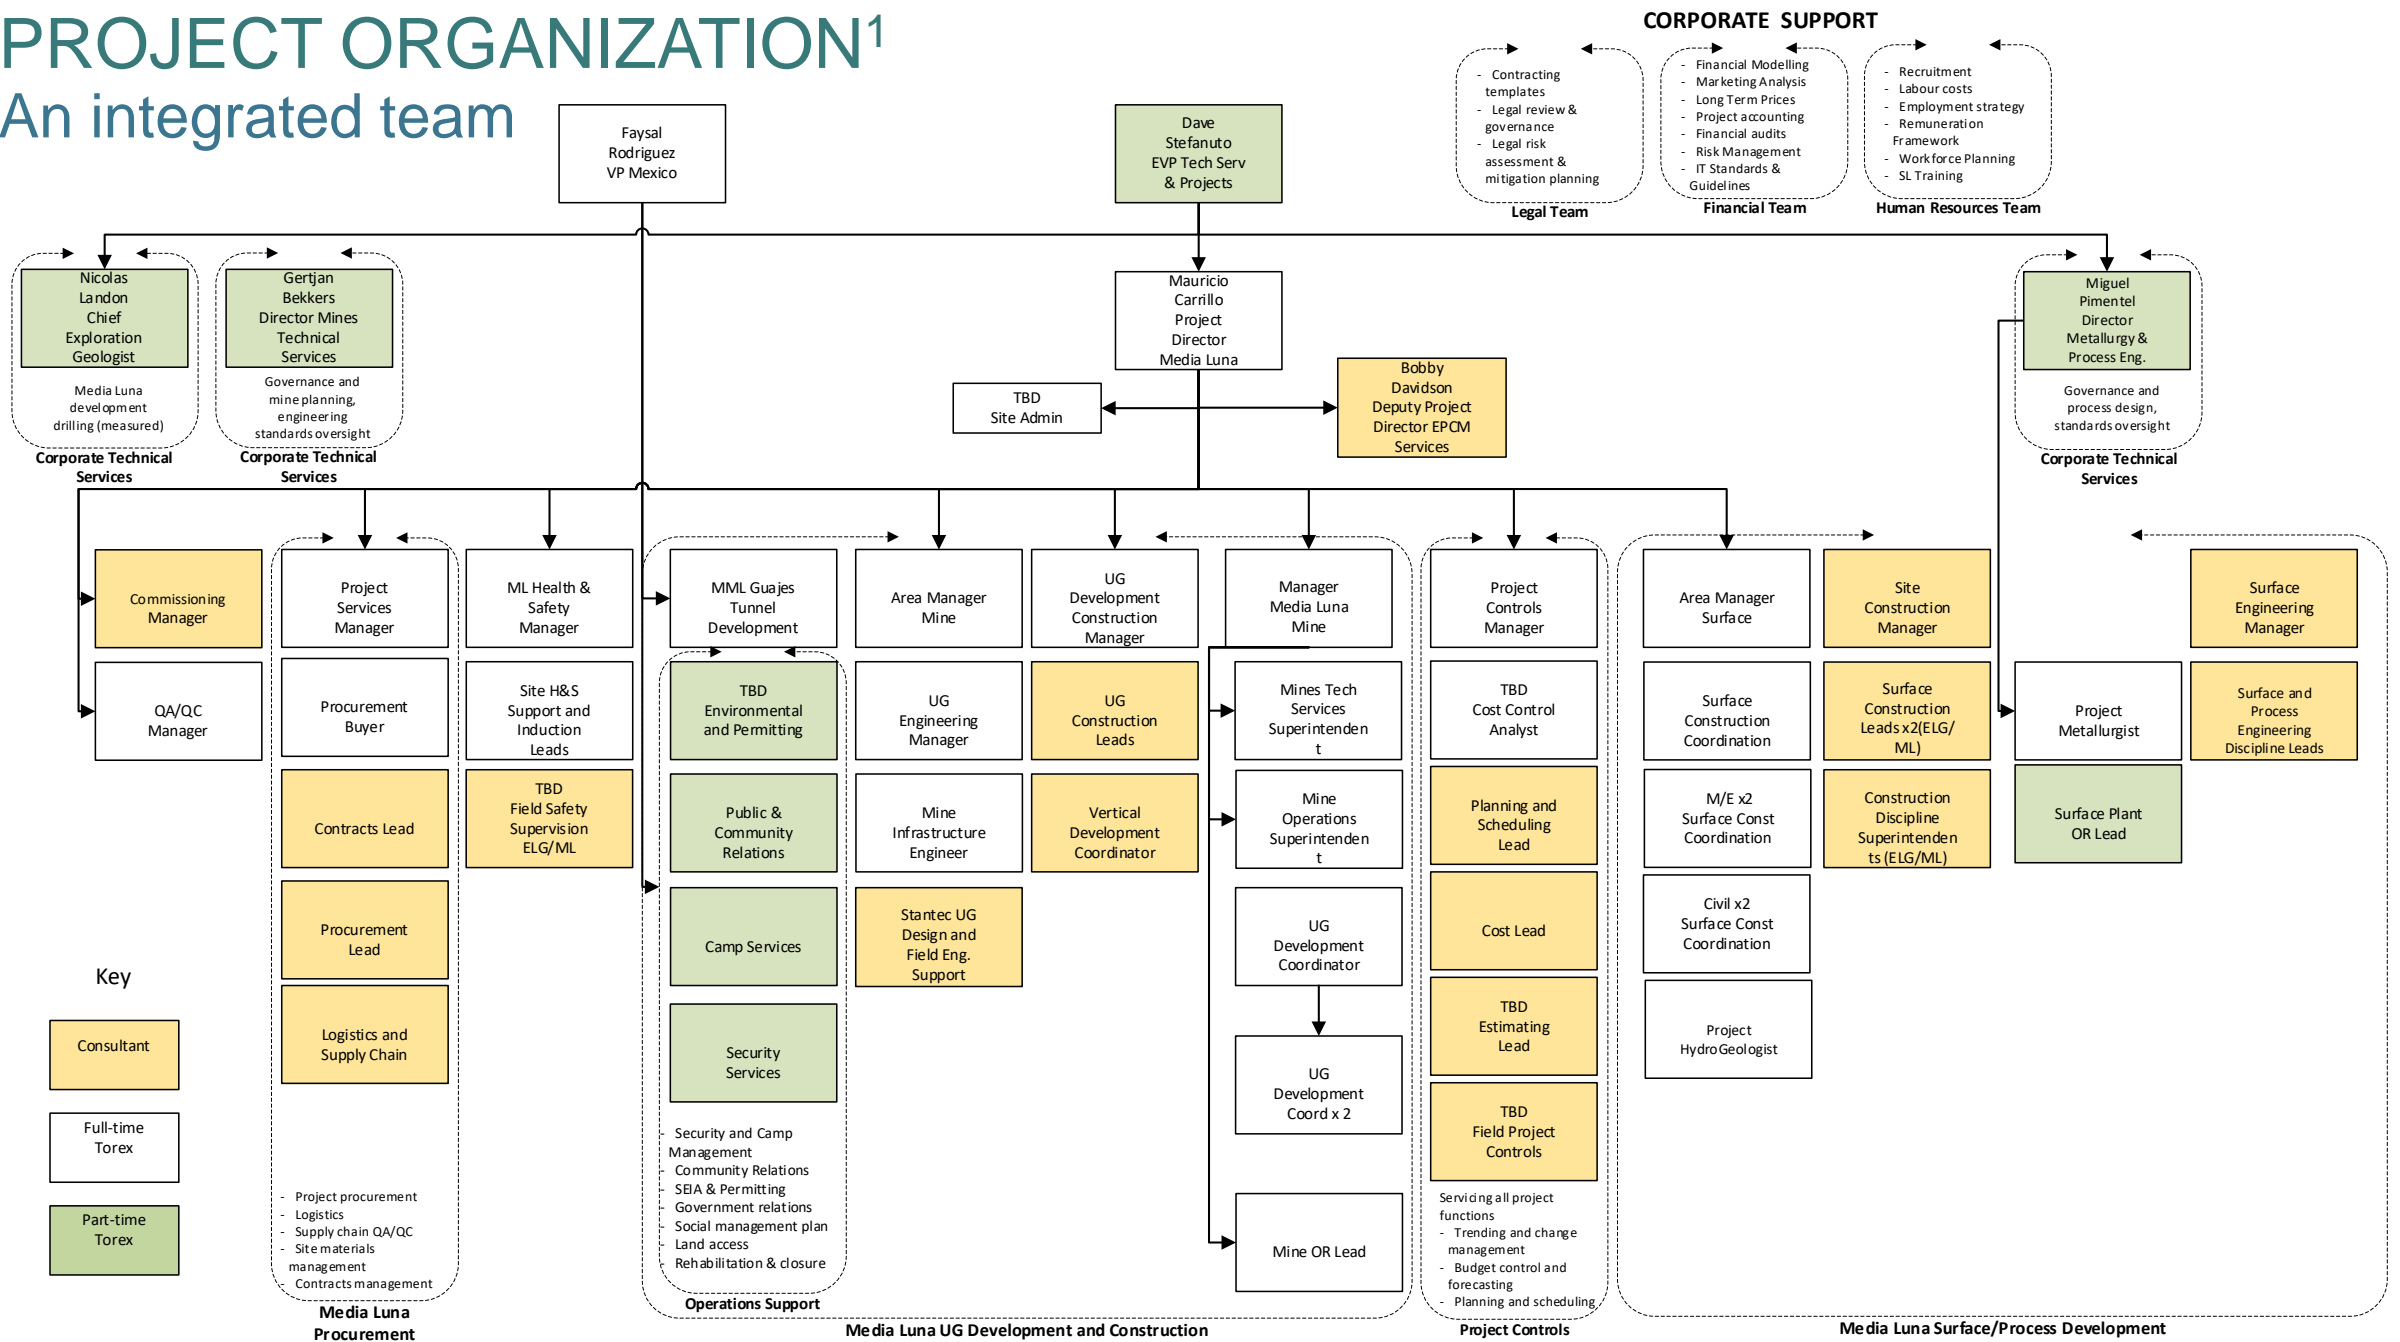 PROJECT ORGANIZATION¹
An integrated team
CORPORATE SUPPORT
- Contracting
templates
- Legal review &
governance
- Legal risk
assessment &
mitigation planning
Legal Team
- Financial Modelling
- Marketing Analysis
- Long Term Prices
- Project accounting
- Financial audits
- Risk Management
- IT Standards &
Guidelines
Financial Team
- Recruitment
- Labour costs
- Employment strategy
- Remuneration
Framework
- Workforce Planning
- SL Training
Human Resources Team
Faysal
Rodriguez
VP Mexico
Dave
Stefanuto
EVP Tech Serv
& Projects
Nicolas
Landon
Chief
Exploration
Geologist
Media Luna
development
drilling (measured)
Corporate Technical
Services
Gertjan
Bekkers
Director Mines
Technical
Services
Governance and
mine planning,
engineering
standards oversight
Corporate Technical
Services
Mauricio
Carrillo
Project
Director
Media Luna
TBD
Site Admin
Bobby
Davidson
Deputy Project
Director EPCM
Services
Miguel
Pimentel
Director
Metallurgy &
Process Eng.
Governance and
process design,
standards oversight
Corporate Technical
Services
Commissioning
Manager
QA/QC
Manager
Project
Services
Manager
Procurement
Buyer
Contracts Lead
Procurement
Lead
Logistics and
Supply Chain
- Project procurement
- Logistics
- Supply chain QA/QC
- Site materials
management
- Contracts management
Media Luna
Procurement
ML Health &
Safety
Manager
Site H&S
Support and
Induction
Leads
TBD
Field Safety
Supervision
ELG/ML
MML Guajes
Tunnel
Development
TBD
Environmental
and Permitting
Public &
Community
Relations
Camp Services
Security
Services
- Security and Camp
Management
- Community Relations
- SEIA & Permitting
- Government relations
- Social management plan
- Land access
- Rehabilitation & closure
Operations Support
Area Manager
Mine
UG
Engineering
Manager
Mine
Infrastructure
Engineer
Stantec UG
Design and
Field Eng.
Support
UG
Development
Construction
Manager
UG
Construction
Leads
Vertical
Development
Coordinator
Manager
Media Luna
Mine
Mines Tech
Services
Superintenden
t
Mine
Operations
Superintenden
t
UG
Development
Coordinator
UG
Development
Coord x 2
Mine OR Lead
Media Luna UG Development and Construction
Project
Controls
Manager
TBD
Cost Control
Analyst
Planning and
Scheduling
Lead
Cost Lead
TBD
Estimating
Lead
TBD
Field Project
Controls
Servicing all project
functions
- Trending and change
management
- Budget control and
forecasting
- Planning and scheduling
Project Controls
Area Manager
Surface
Surface
Construction
Coordination
M/E x2
Surface Const
Coordination
Civil x2
Surface Const
Coordination
Project
HydroGeologist
Site
Construction
Manager
Surface
Construction
Leads x2(ELG/
ML)
Construction
Discipline
Superintenden
ts (ELG/ML)
Project
Metallurgist
Surface Plant
OR Lead
Surface
Engineering
Manager
Surface and
Process
Engineering
Discipline Leads
Media Luna Surface/Process Development
Key
Consultant
Full-time
Torex
Part-time
Torex